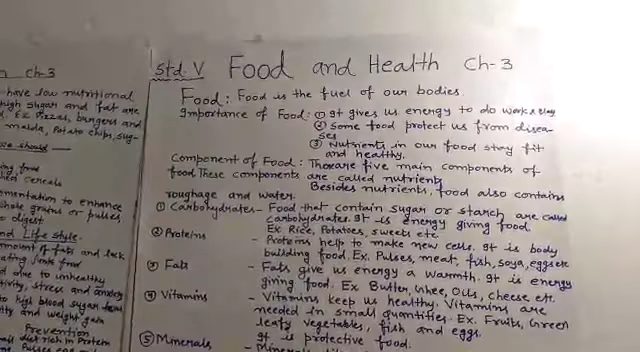 Ch-3
have low nutritional
high sugar and fat are
Ex Pizzas, burgers and
maida, Potato chips, sug-
we should
food
cereals
mentation to enhance
whole grains or pulses,
digest
and Life style.
amount of fats and lack
food
d due to unhealthy
tivity, stress and anxiety
to high blood sugar
and weight gain
Prevention
diet rich in Protein
Std. V Food and Health Ch-3
Food: Food is the fuel of our bodies.
Importance of Food: ① It gives us energy to do work & play
② Some food protect us from disea-
ses
③ Nutrients in our food stay fit
and healthy.
Component of Food: There are five main components of
food These components are called nutrients
Besides nutrients, food also contains
roughage and water.
① Carbohydrates – Food that contain sugar or starch are called
carbohydrates. It is energy giving food.
Ex. Rice, Potatoes, sweets etc
② Proteins – Proteins help to make new cells. It is body
building food. Ex. Pulses, meat, fish, soya, eggs etc
③ Fats – Fats give us energy & warmth. It is energy
giving food. Ex. Butter, Ghee, Oils, cheese etc.
④ Vitamins – Vitamins keep us healthy. Vitamins are
needed in small quantities. Ex. Fruits, Green
leafy vegetables, fish and eggs.
It is protective food.
⑤ Minerals